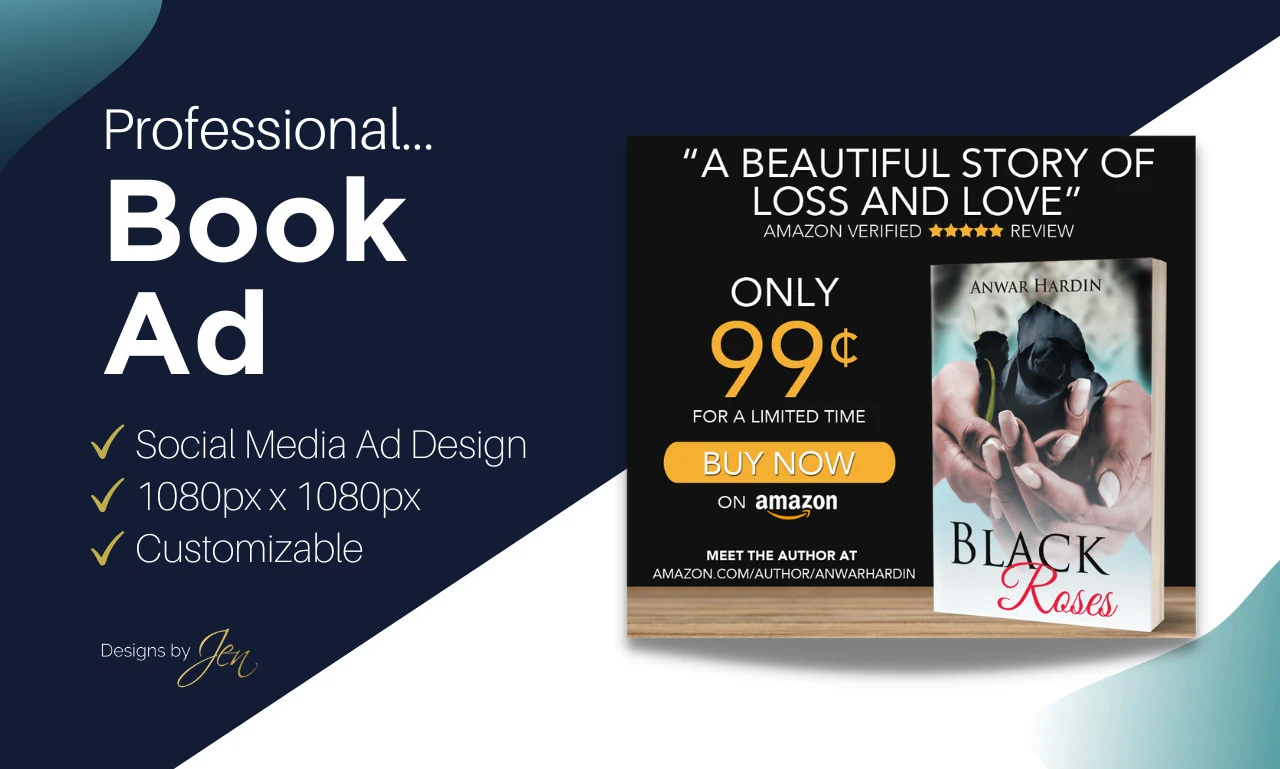 Professional...
Book
Ad
✓ Social Media Ad Design
✓ 1080px x 1080px
✓ Customizable
Designs by Jen
“A BEAUTIFUL STORY OF
LOSS AND LOVE”
AMAZON VERIFIED ★★★★★ REVIEW
ONLY
99¢
FOR A LIMITED TIME
BUY NOW
ON amazon
MEET THE AUTHOR AT
AMAZON.COM/AUTHOR/ANWARHARDIN
ANWAR HARDIN
BLACK
Roses